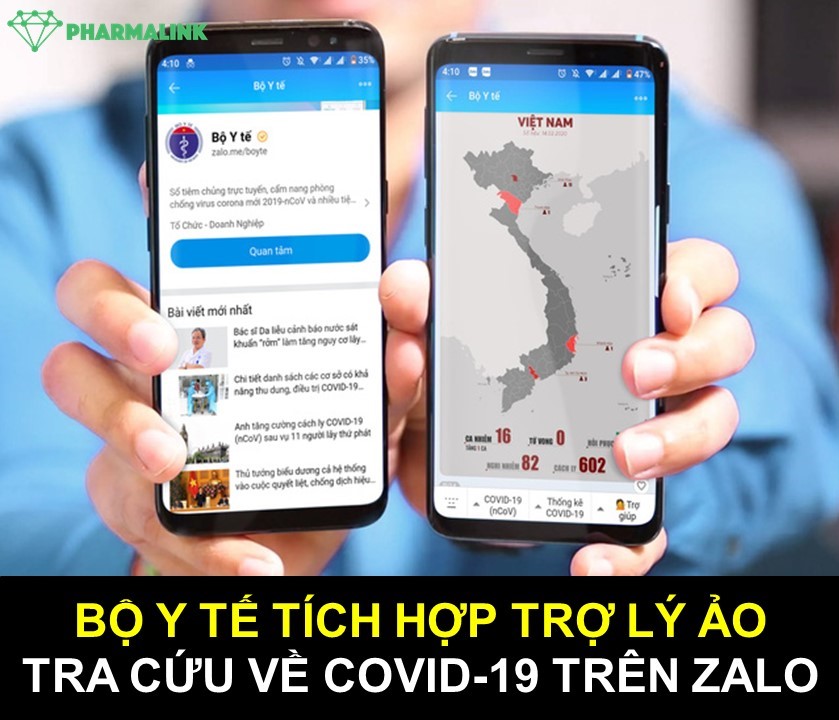 PHARMALINK
4:10
35%
Bộ Y tế
Bộ Y tế
zalo.me/boyte
Sổ tiêm chủng trực tuyến, cẩm nang phòng
chống virus corona mới 2019-nCoV và nhiều tiệ...
Tổ Chức - Doanh Nghiệp
Quan tâm
Bài viết mới nhất
Bác sĩ Da liễu cảnh báo nước sát
khuẩn "rởm" làm tăng nguy cơ lây...
Chi tiết danh sách các cơ sở có khả
năng thu dung, điều trị COVID-19...
Anh tăng cường cách ly COVID-19
(nCoV) sau vụ 11 người lây thứ phát
Thủ tướng biểu dương cả hệ thống
vào cuộc quyết liệt, chống dịch hiệu...
4:10
47%
Bộ Y tế
VIỆT NAM
CA NHIỄM 16
TĂNG 1 CA
TỬ VONG 0
HỒI PHỤC
NGHI NHIỄM 82
CÁCH LY 602
COVID-19
(nCoV)
Thống kê
COVID-19
Trợ
giúp
BỘ Y TẾ TÍCH HỢP TRỢ LÝ ẢO
TRA CỨU VỀ COVID-19 TRÊN ZALO